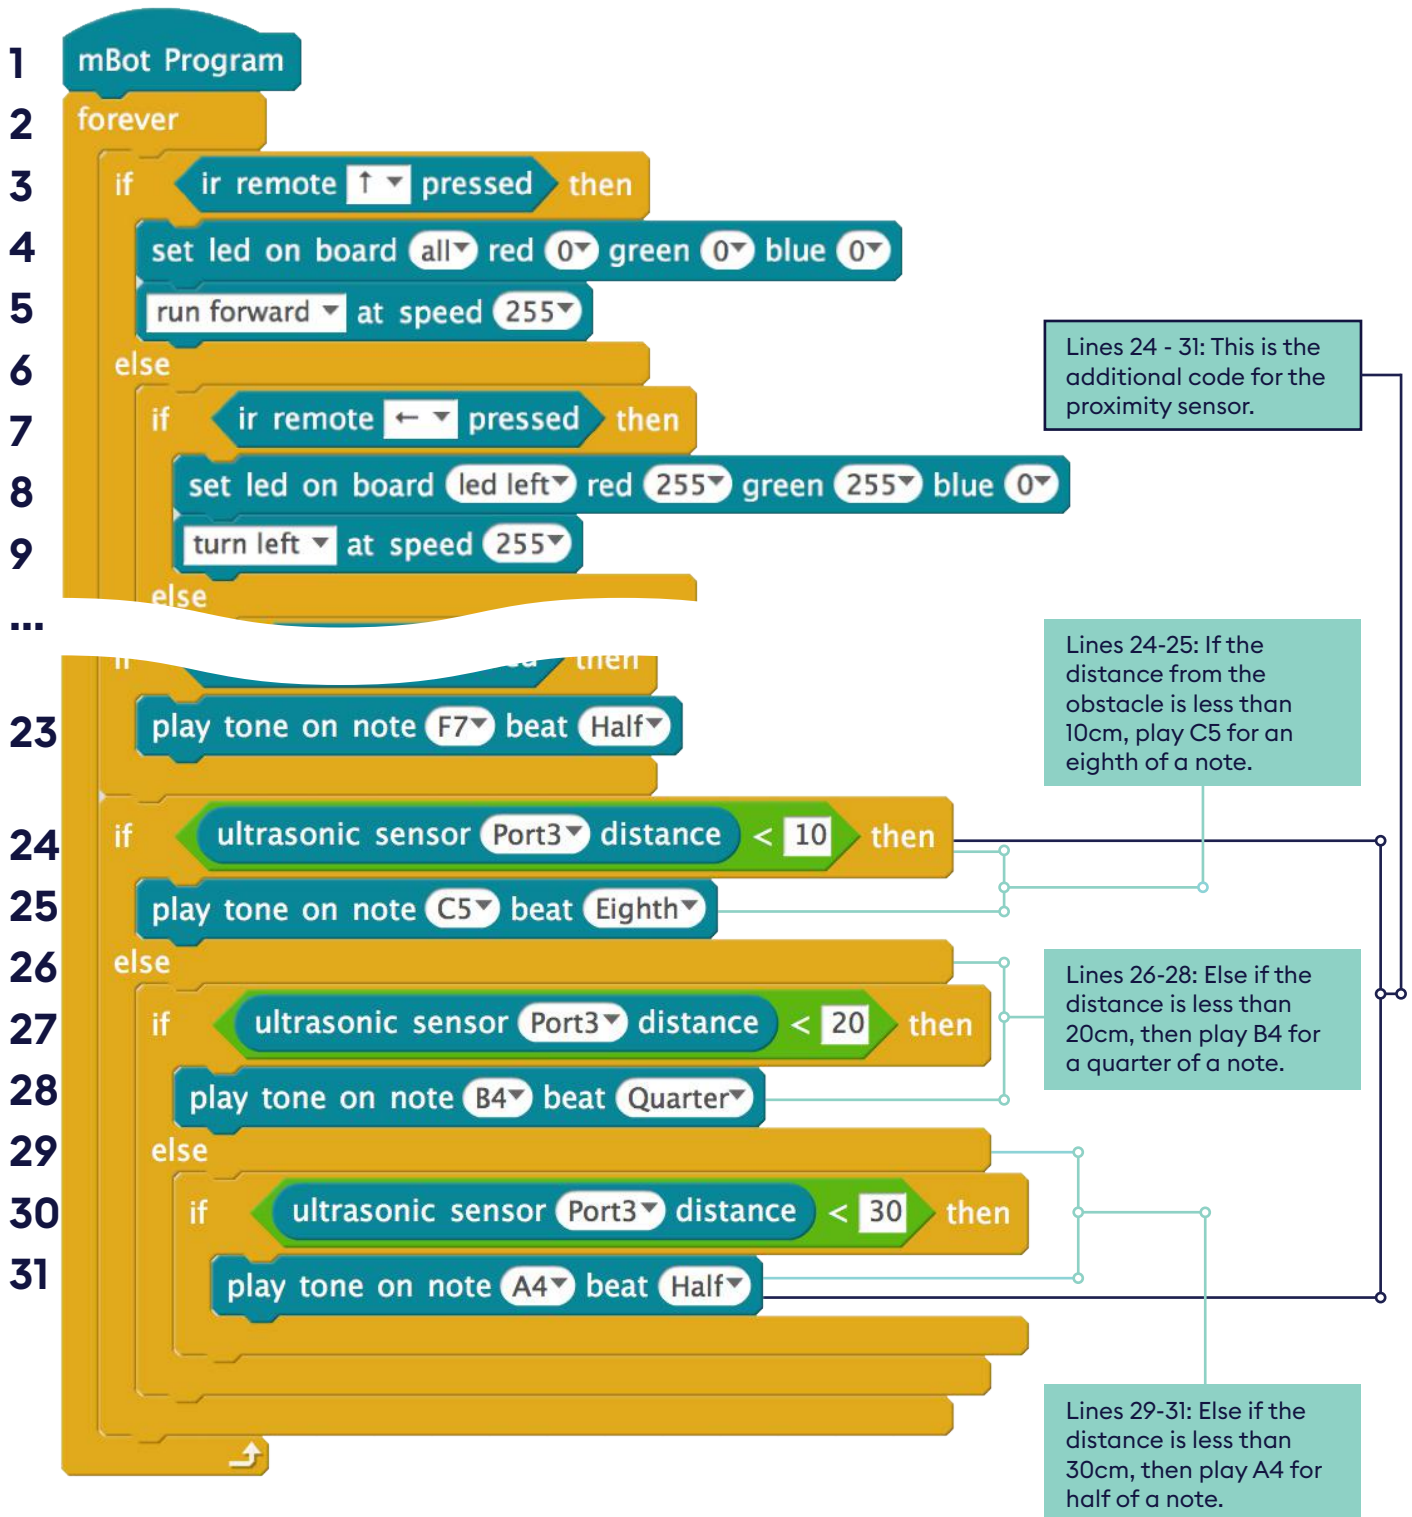 1 mBot Program
2 forever
3 if ir remote ↑ pressed then
4 set led on board all red 0 green 0 blue 0
5 run forward at speed 255
6 else
7 if ir remote ← pressed then
8 set led on board led left red 255 green 255 blue 0
9 turn left at speed 255
else
...
then
23 play tone on note F7 beat Half
24 if ultrasonic sensor Port3 distance < 10 then
25 play tone on note C5 beat Eighth
26 else
27 if ultrasonic sensor Port3 distance < 20 then
28 play tone on note B4 beat Quarter
29 else
30 if ultrasonic sensor Port3 distance < 30 then
31 play tone on note A4 beat Half
Lines 24 - 31: This is the
additional code for the
proximity sensor.
Lines 24-25: If the
distance from the
obstacle is less than
10cm, play C5 for an
eighth of a note.
Lines 26-28: Else if the
distance is less than
20cm, then play B4 for
a quarter of a note.
Lines 29-31: Else if the
distance is less than
30cm, then play A4 for
half of a note.